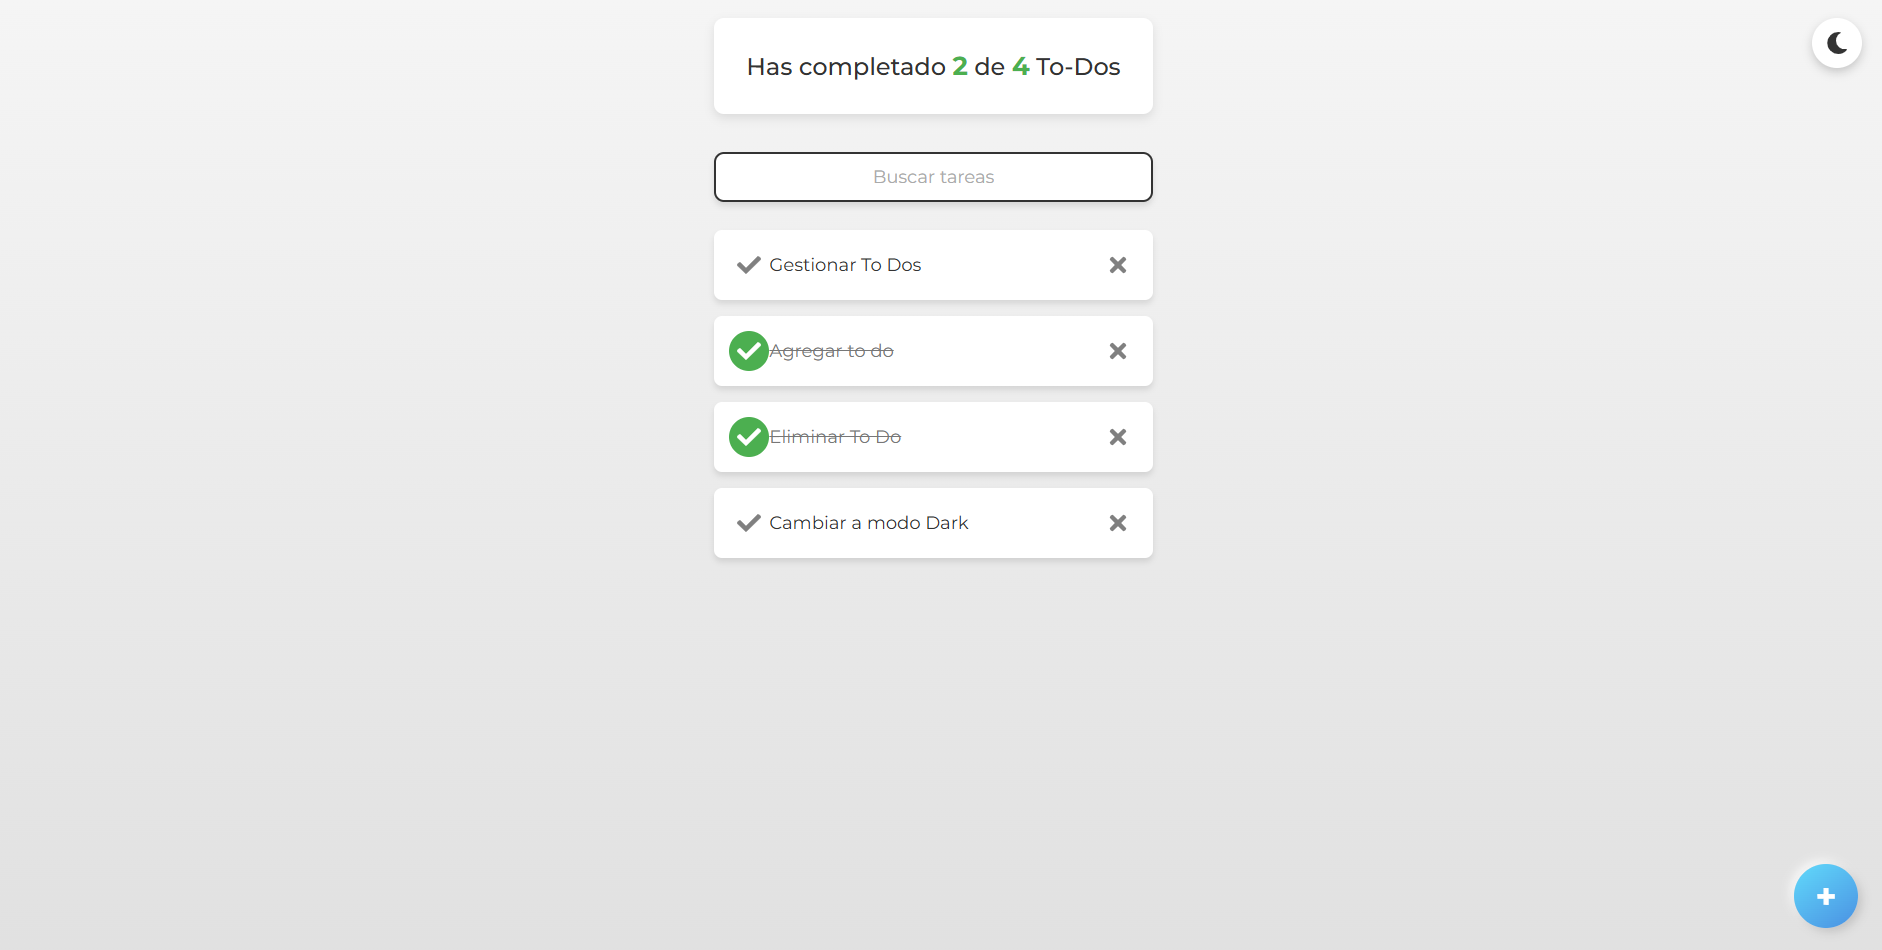 Has completado 2 de 4 To-Dos
Buscar tareas
Gestionar To Dos
Agregar to do
Eliminar To Do
Cambiar a modo Dark